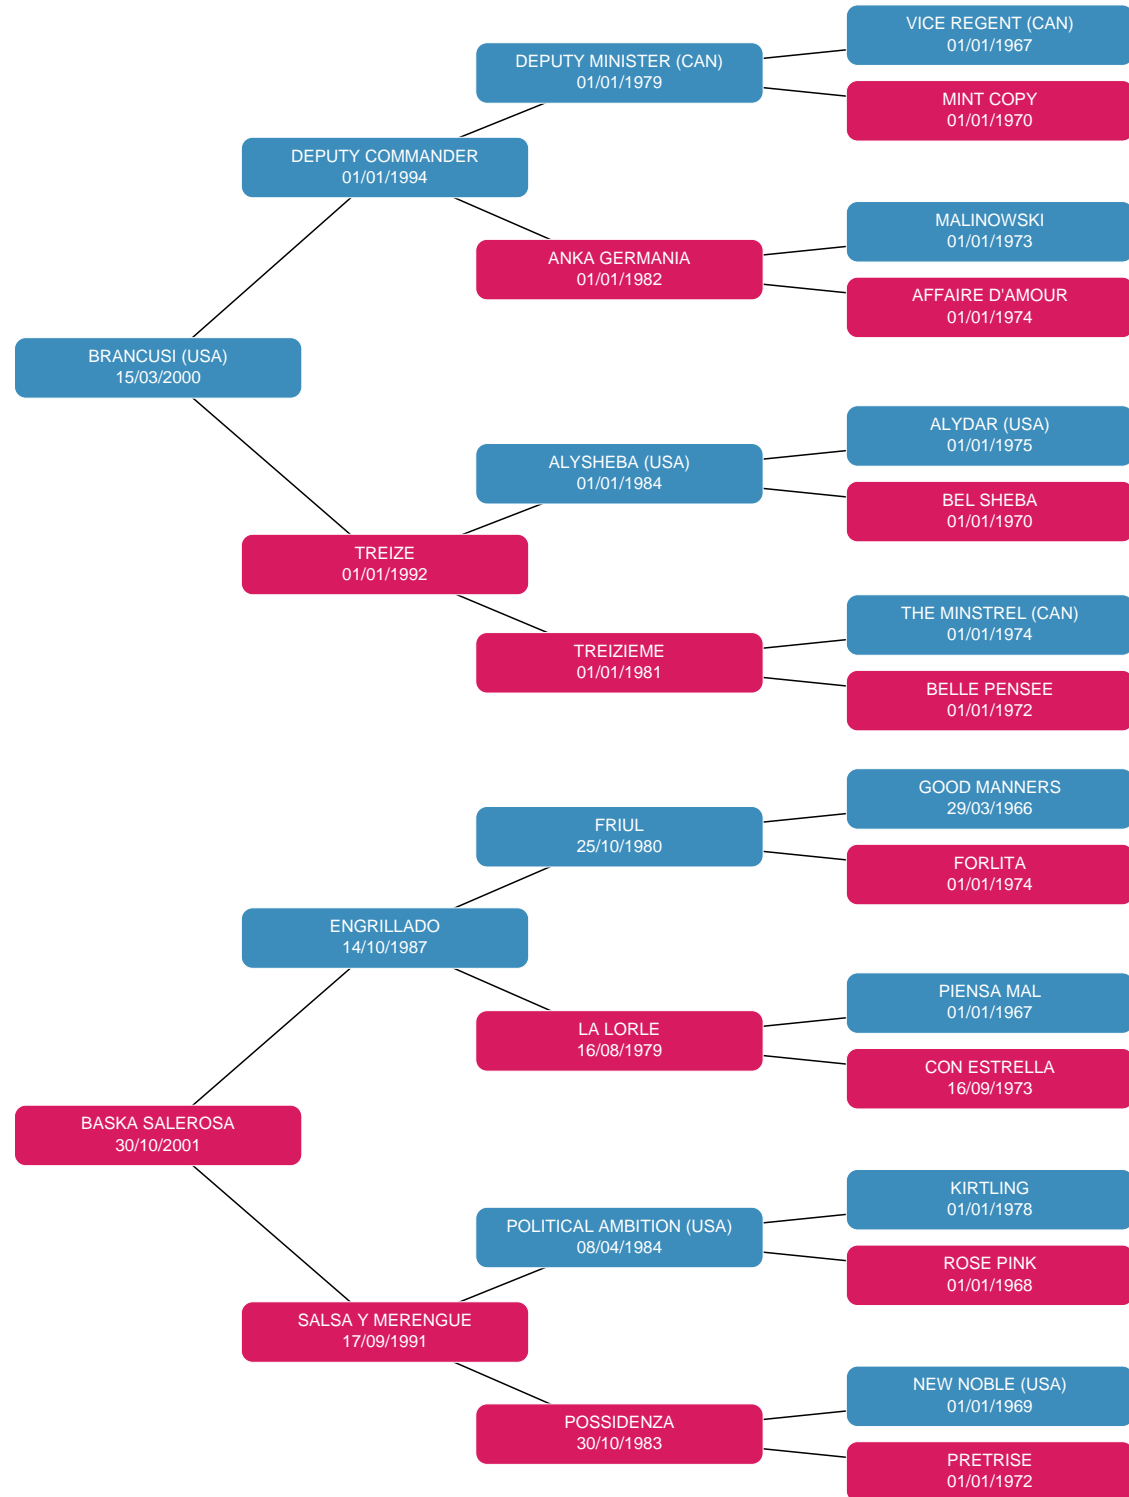 VICE REGENT (CAN)
01/01/1967
DEPUTY MINISTER (CAN)
01/01/1979
MINT COPY
01/01/1970
DEPUTY COMMANDER
01/01/1994
MALINOWSKI
01/01/1973
ANKA GERMANIA
01/01/1982
AFFAIRE D'AMOUR
01/01/1974
BRANCUSI (USA)
15/03/2000
ALYDAR (USA)
01/01/1975
ALYSHEBA (USA)
01/01/1984
BEL SHEBA
01/01/1970
TREIZE
01/01/1992
THE MINSTREL (CAN)
01/01/1974
TREIZIEME
01/01/1981
BELLE PENSEE
01/01/1972
GOOD MANNERS
29/03/1966
FRIUL
25/10/1980
FORLITA
01/01/1974
ENGRILLADO
14/10/1987
PIENSA MAL
01/01/1967
LA LORLE
16/08/1979
CON ESTRELLA
16/09/1973
BASKA SALEROSA
30/10/2001
KIRTLING
01/01/1978
POLITICAL AMBITION (USA)
08/04/1984
ROSE PINK
01/01/1968
SALSA Y MERENGUE
17/09/1991
NEW NOBLE (USA)
01/01/1969
POSSIDENZA
30/10/1983
PRETRISE
01/01/1972